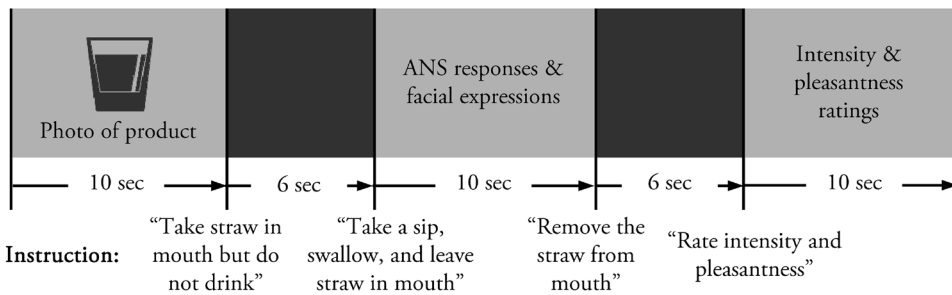 Photo of product
ANS responses &
facial expressions
Intensity &
pleasantness
ratings
10 sec
6 sec
10 sec
6 sec
10 sec
Instruction:
“Take straw in
mouth but do
not drink”
“Take a sip,
swallow, and leave
straw in mouth”
“Remove the
straw from
mouth”
“Rate intensity and
pleasantness”